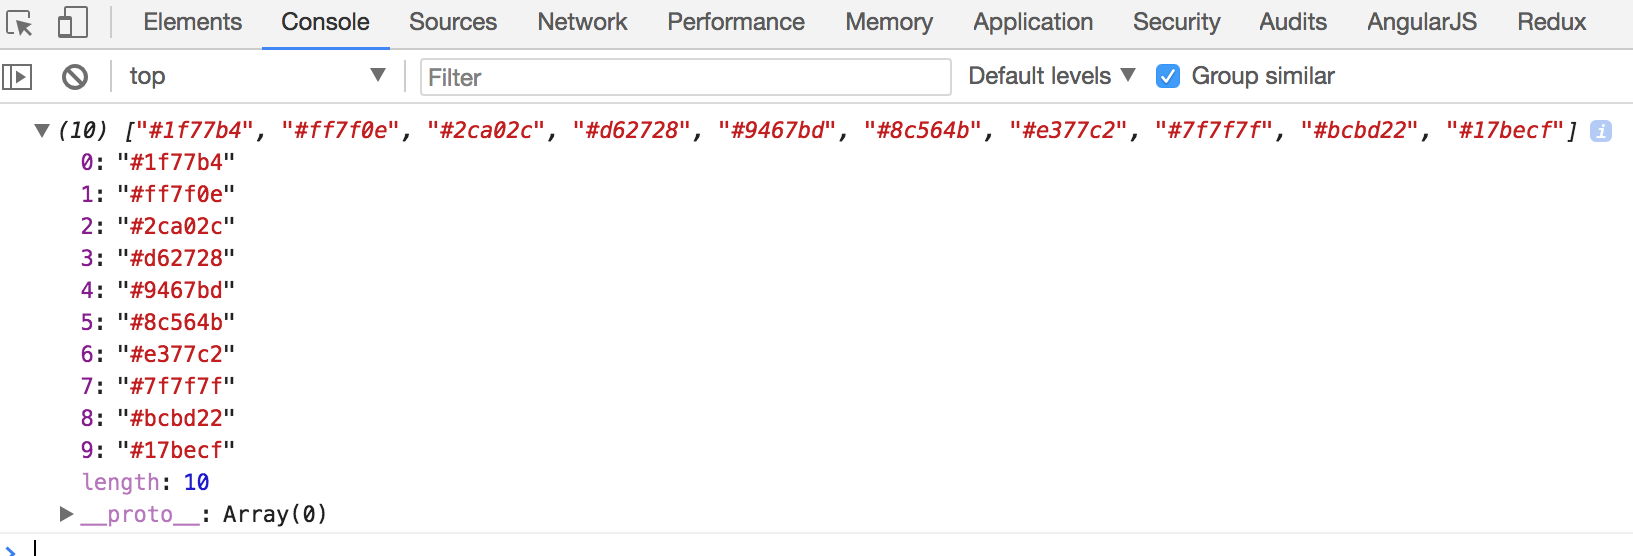 Elements Console Sources Network Performance Memory Application Security Audits AngularJS Redux
top Filter Default levels Group similar
(10) ["#1f77b4", "#ff7f0e", "#2ca02c", "#d62728", "#9467bd", "#8c564b", "#e377c2", "#7f7f7f", "#bcbd22", "#17becf"] i
0: "#1f77b4"
1: "#ff7f0e"
2: "#2ca02c"
3: "#d62728"
4: "#9467bd"
5: "#8c564b"
6: "#e377c2"
7: "#7f7f7f"
8: "#bcbd22"
9: "#17becf"
length: 10
__proto__: Array(0)